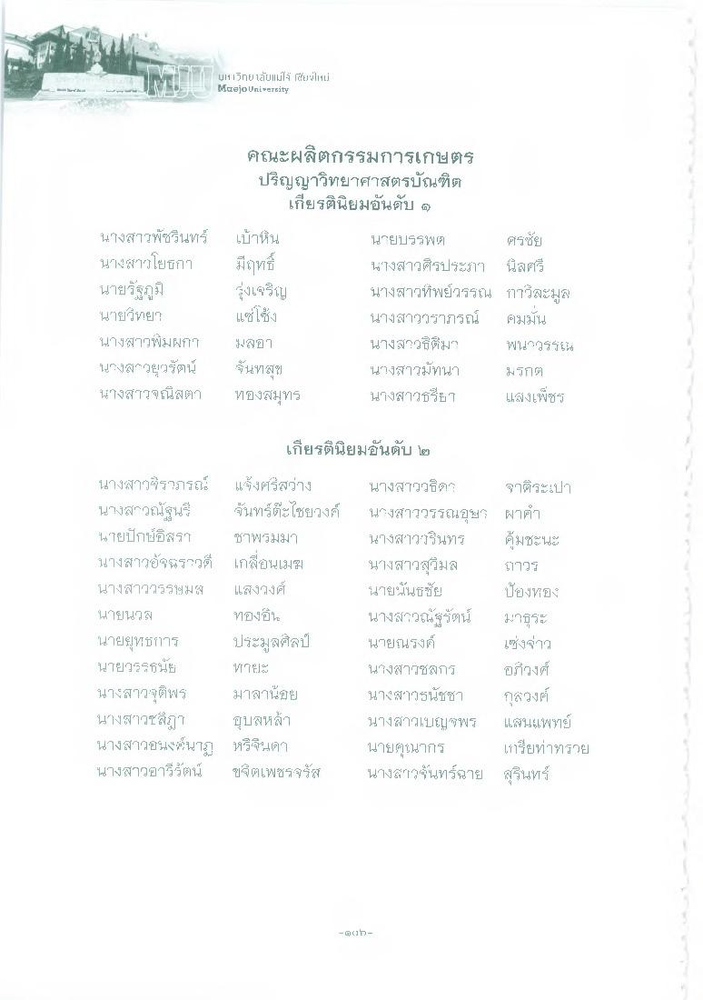 MJU มหาวิทยาลัยแม่โจ้ เชียงใหม่
Maejo University
คณะผลิตกรรมการเกษตร
ปริญญาวิทยาศาสตรบัณฑิต
เกียรตินิยมอันดับ ๑
นางสาวพัชรินทร์ เบ้าหิน นายบรรพต ศรชัย
นางสาวโยธกา มีฤทธิ์ นางสาวศิรประภา นิลศรี
นายรัฐภูมิ รุ่งเจริญ นางสาวทิพย์วรรณ กาวิละมูล
นายวิทยา แซ่โซ้ง นางสาววราภรณ์ คมมั่น
นางสาวพิมผกา มลอา นางสาวธิติมา พนาวรรณ
นางสาวยุวรัตน์ จันทสุข นางสาวมัทนา มรกต
นางสาวจณิสตา ทองสมุทร นางสาวธรียา แสงเพ็ชร
เกียรตินิยมอันดับ ๒
นางสาวจิราภรณ์ แจ้งศรีสว่าง นางสาววธิดา จาติระเปา
นางสาวณัฐนรี จันทร์ต๊ะไชยวงค์ นางสาววรรณอุษา ผาคำ
นายปักษ์อิสรา ชาพรมมา นางสาววรินทร คุ้มชะนะ
นางสาวอัจฉราวดี เกลื่อนเมฆ นางสาวสุวิมล ถาวร
นางสาววรรษมล แสงวงศ์ นายนันธชัย ป้องทอง
นายนวล ทองอิน นางสาวณัฐรัตน์ มาธุระ
นายยุทธการ ประมูลศิลป์ นายณรงค์ เซ่งจ่าว
นายวรรธนัย ทายะ นางสาวชลกร อภิวงศ์
นางสาวจุติพร มาลาน้อย นางสาวธนัชชา กุลวงศ์
นางสาวชลิฎา อุบลหล้า นางสาวเบญจพร แสนแพทย์
นางสาวอนงค์นาฏ หริจินดา นายคุณากร เกรียท่าทราย
นางสาวอารีรัตน์ ขจิตเพชรจรัส นางสาวจันทร์ฉาย สุรินทร์